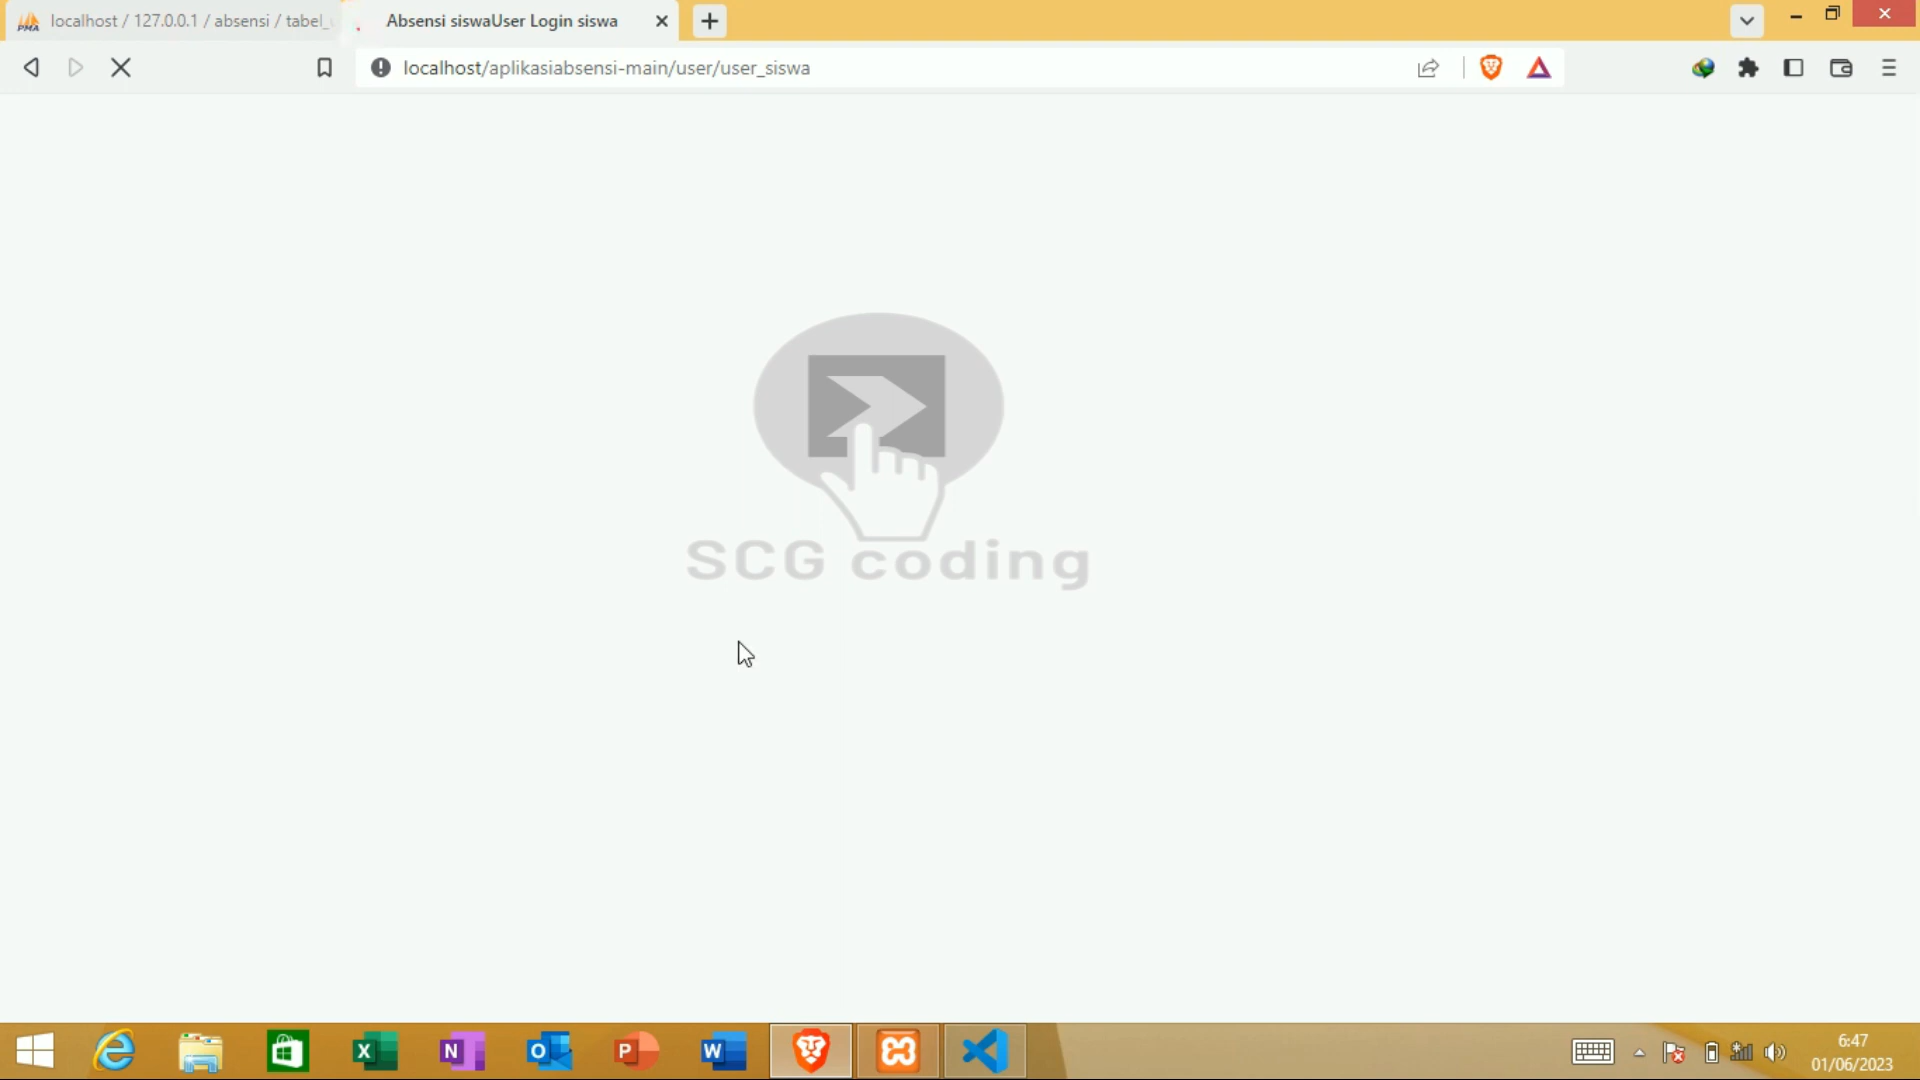 localhost / 127.0.0.1 / absensi / tabel_
Absensi siswaUser Login siswa
localhost/aplikasiabsensi-main/user/user_siswa
SCG coding
6:47
01/06/2023